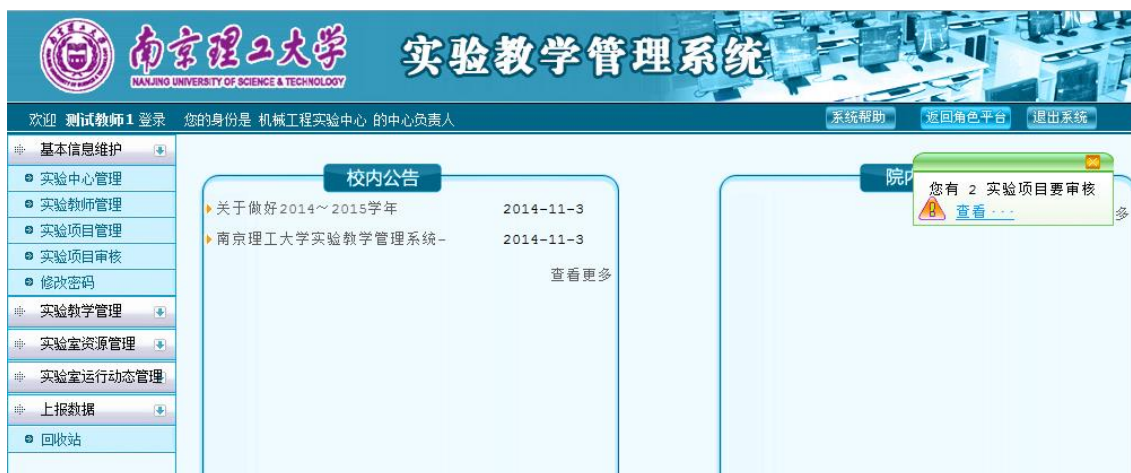 南京理工大学
NANJING UNIVERSITY OF SCIENCE & TECHNOLOGY
实验教学管理系统
欢迎 测试教师1 登录 您的身份是 机械工程实验中心 的中心负责人
系统帮助
返回角色平台
退出系统
基本信息维护
实验中心管理
实验教师管理
实验项目管理
实验项目审核
修改密码
实验教学管理
实验室资源管理
实验室运行动态管理
上报数据
回收站
校内公告
关于做好2014~2015学年 2014-11-3
南京理工大学实验教学管理系统- 2014-11-3
查看更多
院内
您有 2 实验项目要审核
查看···
多